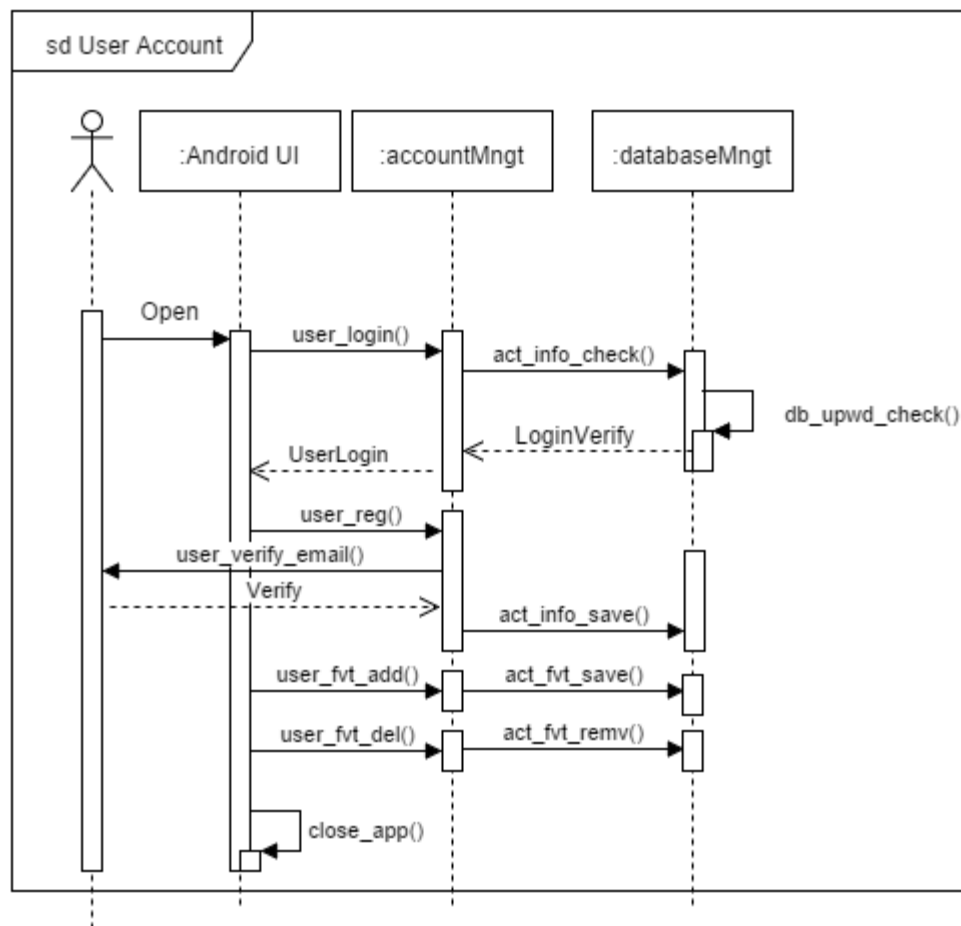 sd User Account
:Android UI
:accountMngt
:databaseMngt
Open
user_login()
act_info_check()
db_upwd_check()
LoginVerify
UserLogin
user_reg()
user_verify_email()
Verify
act_info_save()
user_fvt_add()
act_fvt_save()
user_fvt_del()
act_fvt_remv()
close_app()